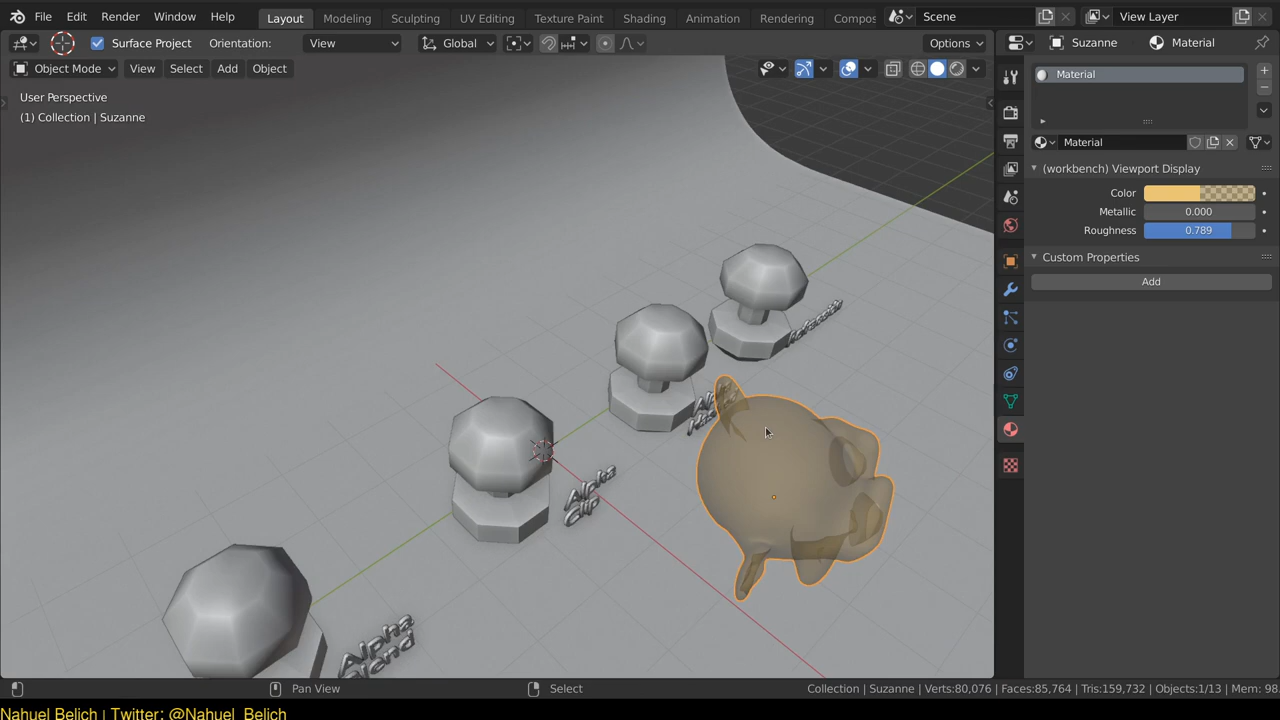 File Edit Render Window Help Layout Modeling Sculpting UV Editing Texture Paint Shading Animation Rendering Compos Scene View Layer
Surface Project Orientation: View Global Options Suzanne Material
Object Mode View Select Add Object Material
User Perspective
(1) Collection | Suzanne
Material
(workbench) Viewport Display
Color
Metallic 0.000
Roughness 0.789
Custom Properties
Add
Alpha
Clip
Alpha
Blend
Pan View Select Collection | Suzanne | Verts:80,076 | Faces:85,764 | Tris:159,732 | Objects:1/13 | Mem: 98.
Nahuel Belich | Twitter: @Nahuel_Belich